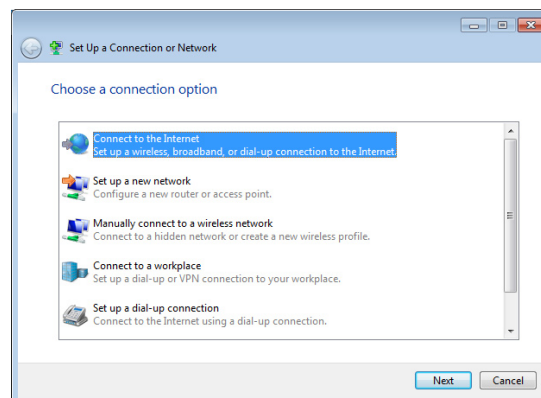 Set Up a Connection or Network
Choose a connection option
Connect to the Internet
Set up a wireless, broadband, or dial-up connection to the Internet.
Set up a new network
Configure a new router or access point.
Manually connect to a wireless network
Connect to a hidden network or create a new wireless profile.
Connect to a workplace
Set up a dial-up or VPN connection to your workplace.
Set up a dial-up connection
Connect to the Internet using a dial-up connection.
Next Cancel